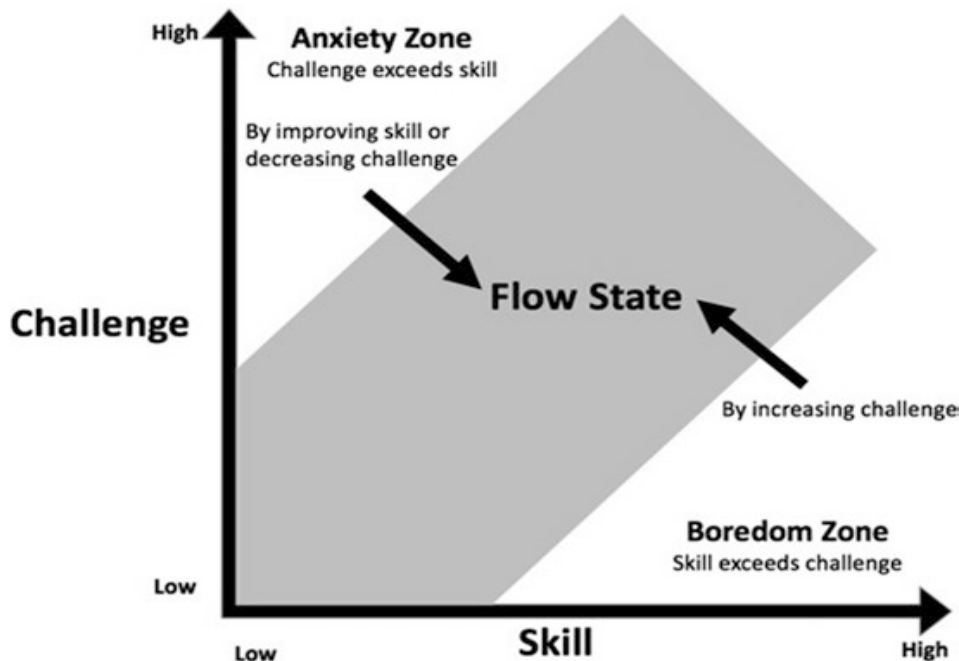 High
Anxiety Zone
Challenge exceeds skill
By improving skill or
decreasing challenge
Flow State
Challenge
By increasing challenge
Boredom Zone
Skill exceeds challenge
Low
Low
Skill
High